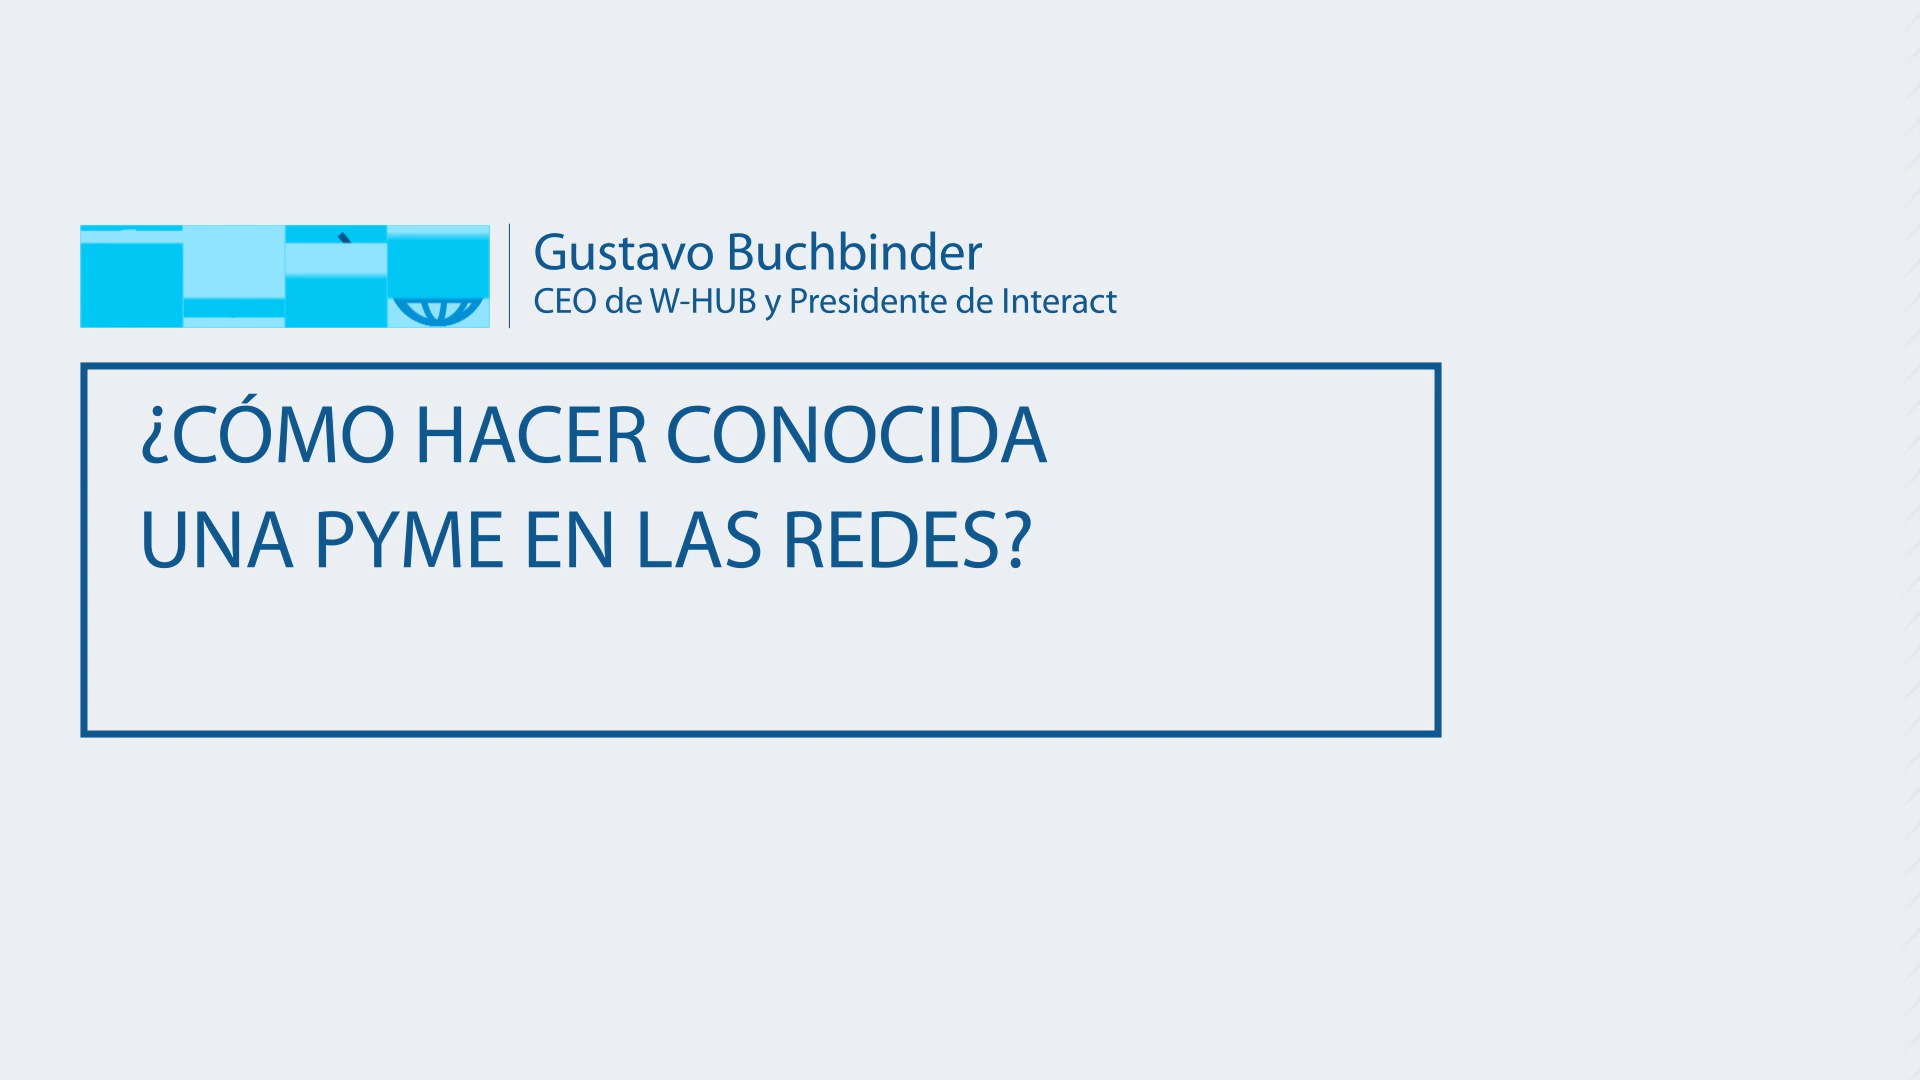 Gustavo Buchbinder
CEO de W-HUB y Presidente de Interact
¿CÓMO HACER CONOCIDA
UNA PYME EN LAS REDES?